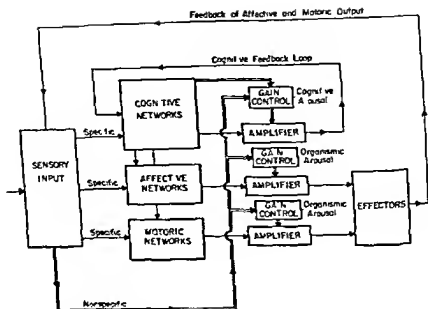 Feedback of Affective and Motoric Output
Cognitive Feedback Loop
COGNITIVE
NETWORKS
GAIN
CONTROL
Cognitive
Arousal
Specific
AMPLIFIER
SENSORY
INPUT
GAIN
CONTROL
Organismic
Arousal
Specific
AFFECTIVE
NETWORKS
AMPLIFIER
EFFECTORS
GAIN
CONTROL
Organismic
Arousal
Specific
MOTORIC
NETWORKS
AMPLIFIER
Nonspecific